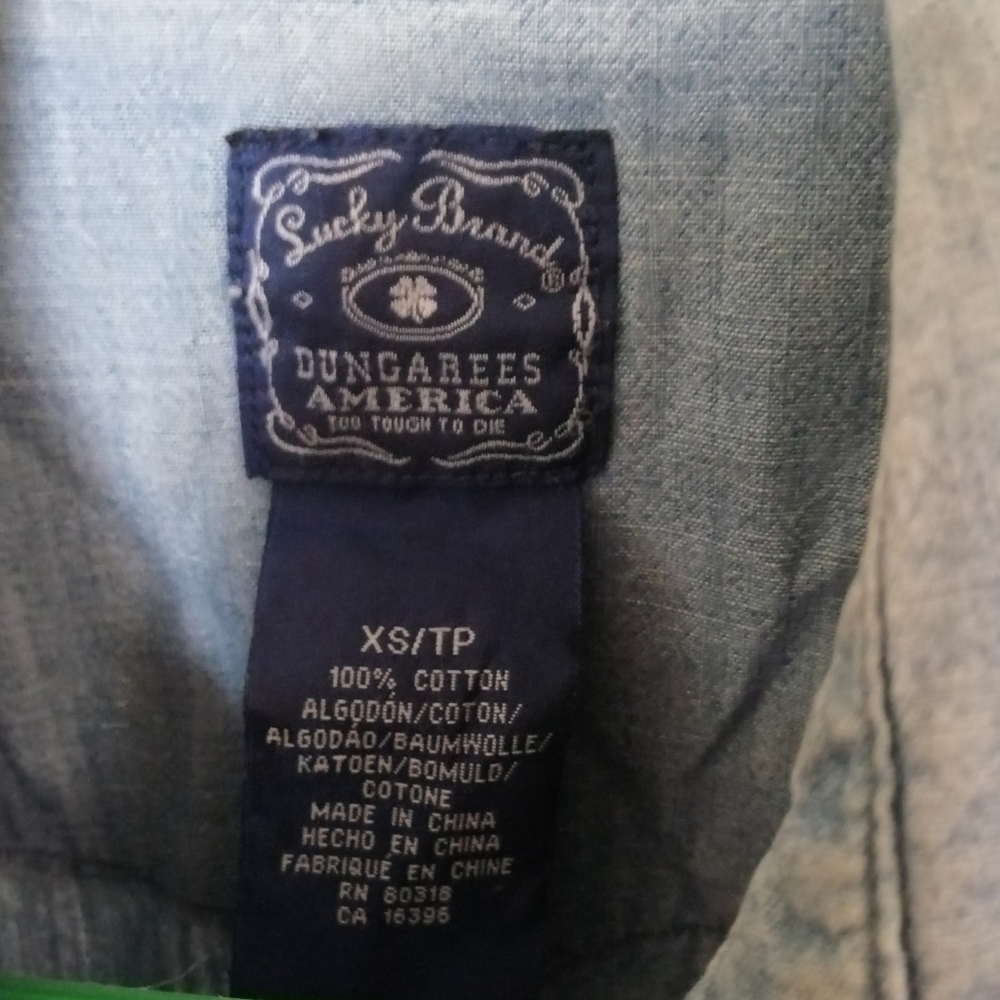 Lucky Brand®
DUNGAREES
AMERICA
TOO TOUGH TO DIE
XS/TP
100% COTTON
ALGODÓN/COTON/
ALGODÃO/BAUMWOLLE/
KATOEN/BOMULD/
COTONE
MADE IN CHINA
HECHO EN CHINA
FABRIQUÉ EN CHINE
RN 80318
CA 16396